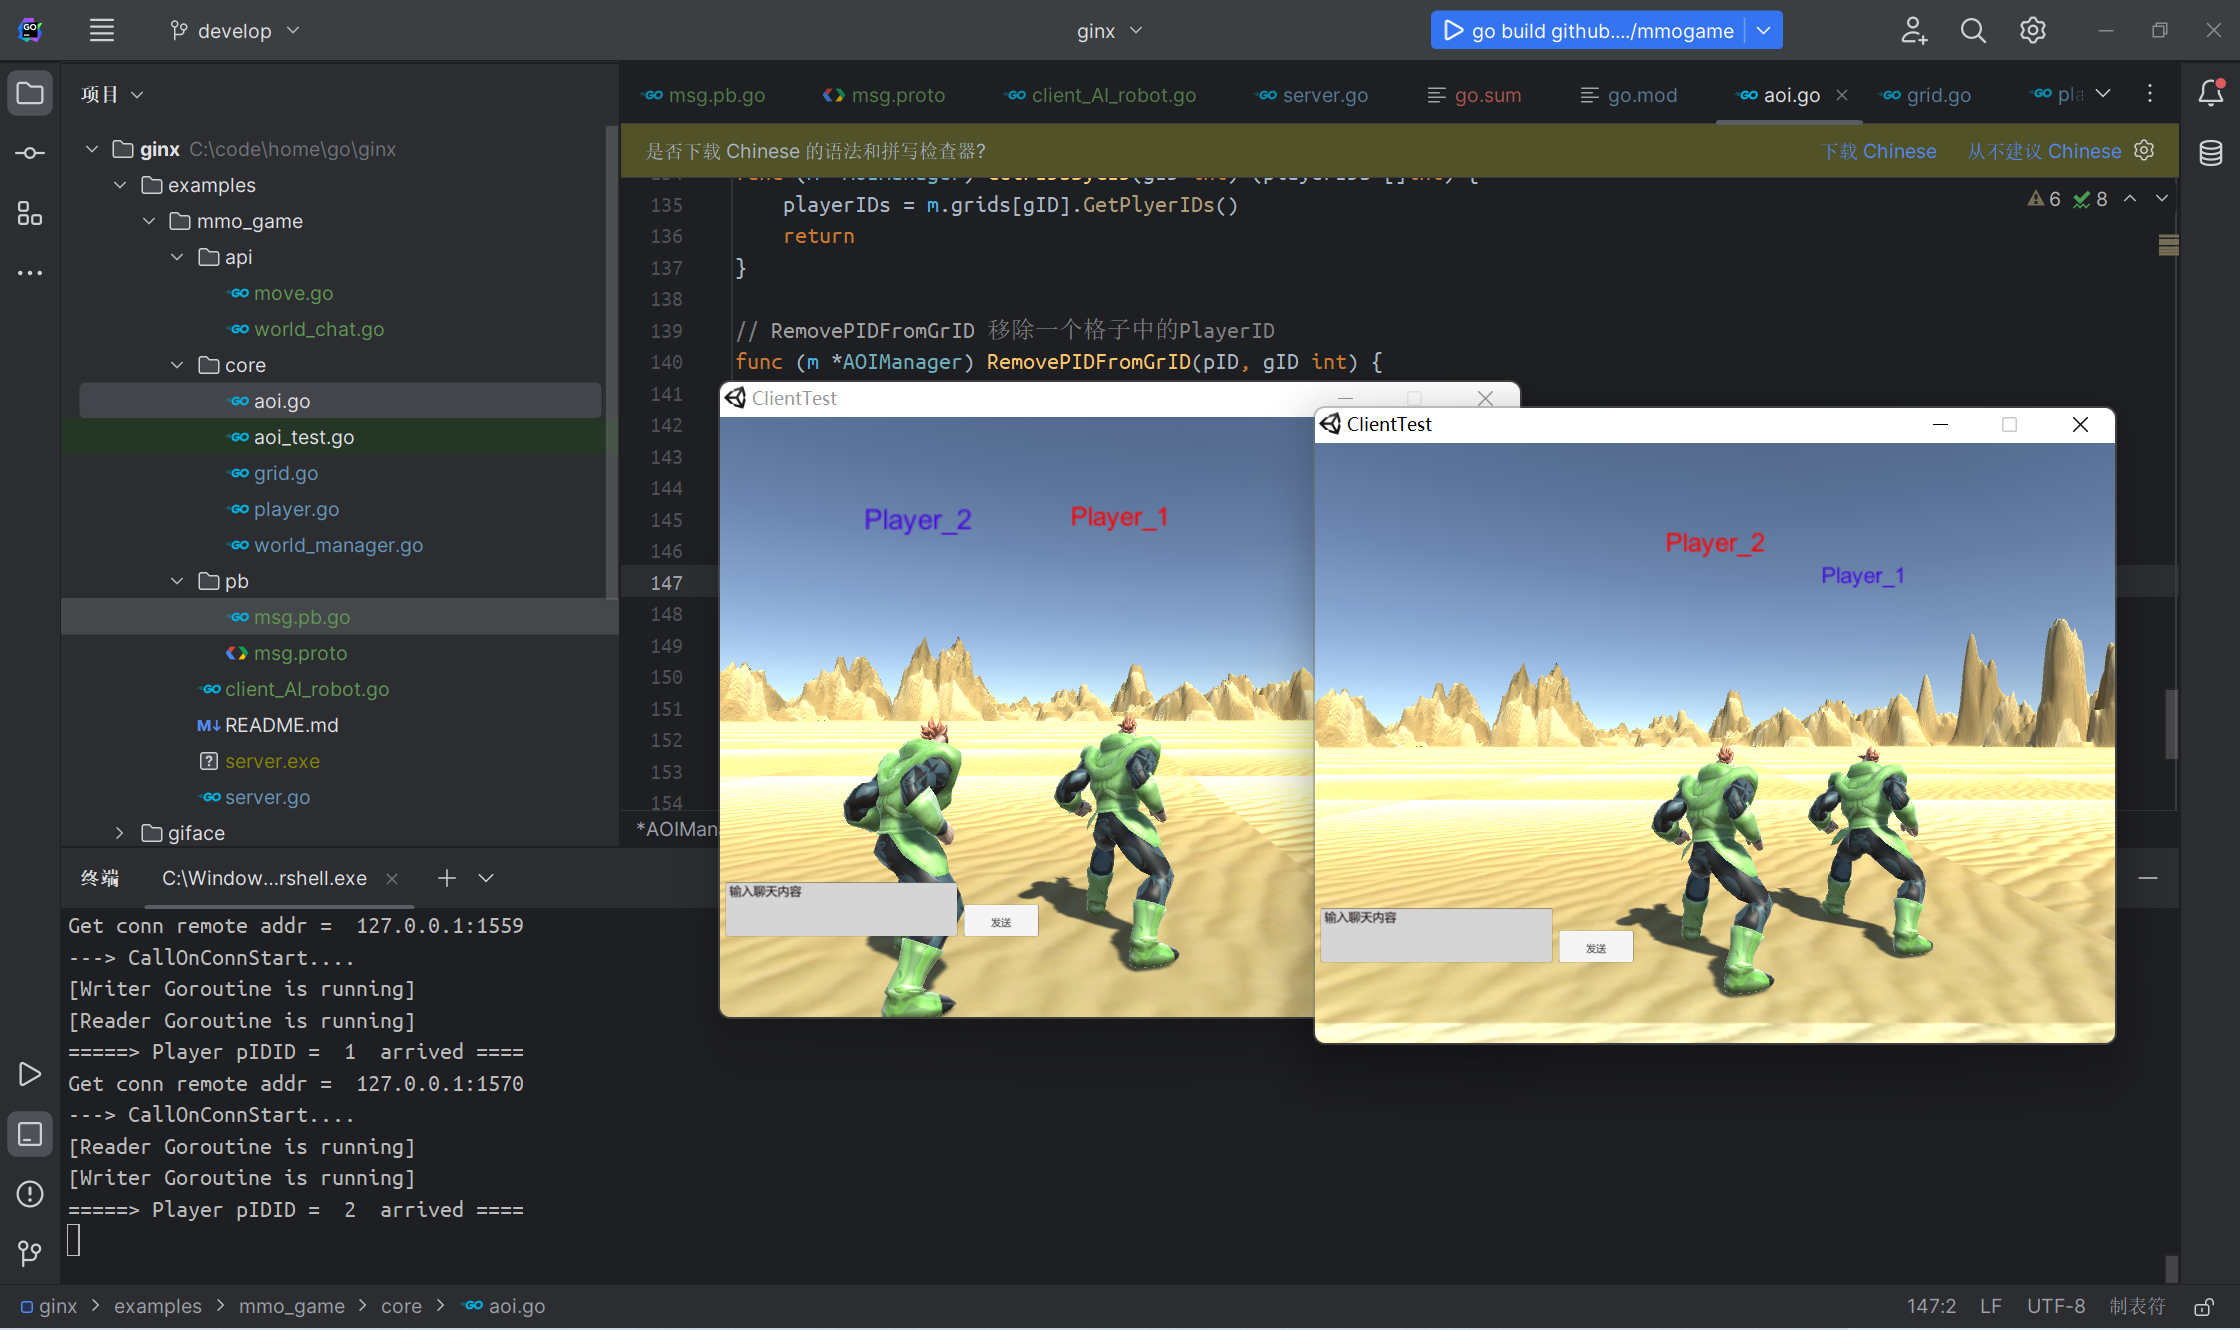 develop
ginx
go build github..../mmogame
项目
ginx C:\code\home\go\ginx
examples
mmo_game
api
move.go
world_chat.go
core
aoi.go
aoi_test.go
grid.go
player.go
world_manager.go
pb
msg.pb.go
msg.proto
client_AI_robot.go
README.md
server.exe
server.go
giface
msg.pb.go
msg.proto
client_AI_robot.go
server.go
go.sum
go.mod
aoi.go
grid.go
是否下载 Chinese 的语法和拼写检查器?
下载 Chinese
从不建议 Chinese
6
8
135 playerIDs = m.grids[gID].GetPlyerIDs()
136 return
137 }
138
139 // RemovePIDFromGrID 移除一个格子中的PlayerID
140 func (m *AOIManager) RemovePIDFromGrID(pID, gID int) {
141
142
143
144
145
146
147
148
149
150
151
152
153
154
*AOIMan
ClientTest
Player_2
Player_1
输入聊天内容
发送
ClientTest
Player_2
Player_1
输入聊天内容
发送
终端
C:\Window...rshell.exe
Get conn remote addr =  127.0.0.1:1559
---> CallOnConnStart....
[Writer Goroutine is running]
[Reader Goroutine is running]
=====> Player pIDID =  1  arrived ====
Get conn remote addr =  127.0.0.1:1570
---> CallOnConnStart....
[Reader Goroutine is running]
[Writer Goroutine is running]
=====> Player pIDID =  2  arrived ====
ginx > examples > mmo_game > core > aoi.go
147:2
LF
UTF-8
制表符